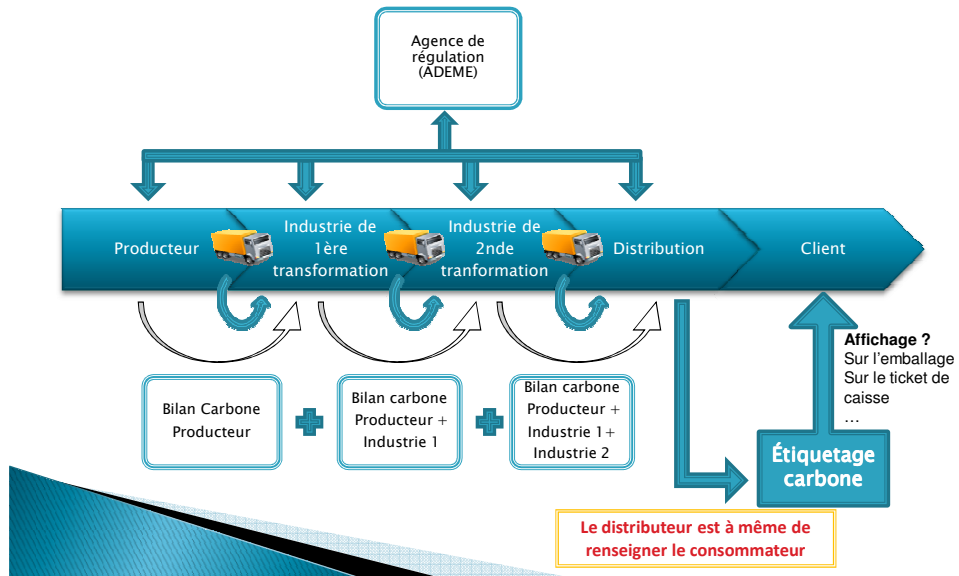 Agence de
régulation
(ADEME)
Producteur
Industrie de
1ère
transformation
Industrie de
2nde
tranformation
Distribution
Client
Affichage ?
Sur l'emballage
Sur le ticket de
caisse
…
Bilan Carbone
Producteur
Bilan carbone
Producteur +
Industrie 1
Bilan carbone
Producteur +
Industrie 1+
Industrie 2
Étiquetage
carbone
Le distributeur est à même de
renseigner le consommateur